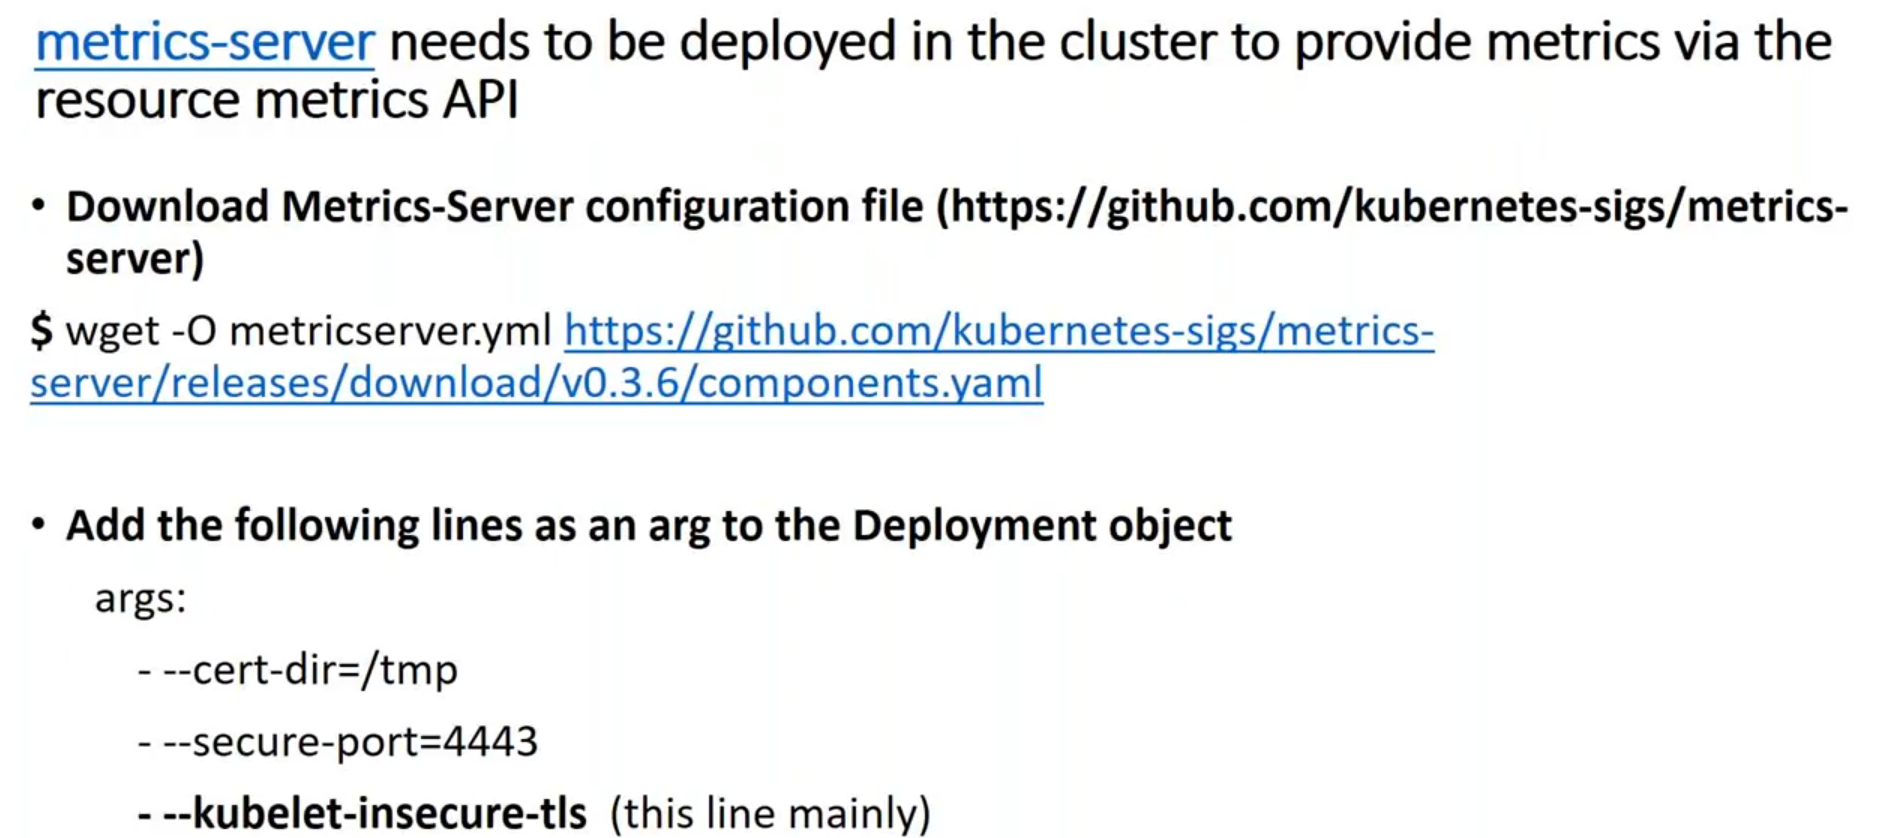 metrics-server needs to be deployed in the cluster to provide metrics via the
resource metrics API
• Download Metrics-Server configuration file (https://github.com/kubernetes-sigs/metrics-
server)
$ wget -O metricserver.yml https://github.com/kubernetes-sigs/metrics-
server/releases/download/v0.3.6/components.yaml
• Add the following lines as an arg to the Deployment object
args:
- --cert-dir=/tmp
- --secure-port=4443
- --kubelet-insecure-tls (this line mainly)